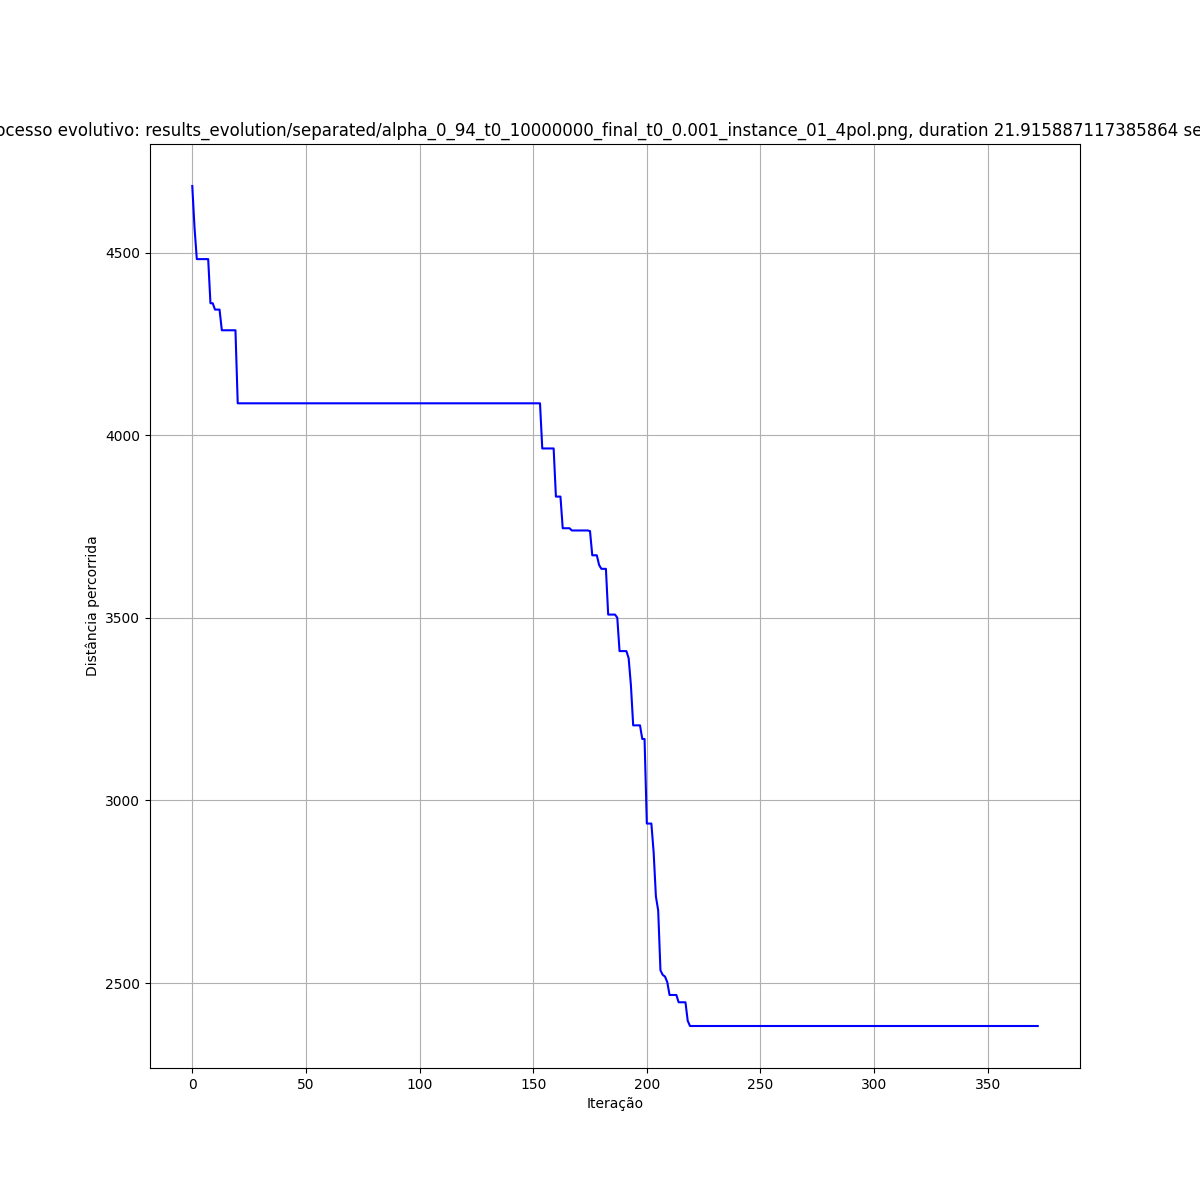 ocesso evolutivo: results_evolution/separated/alpha_0_94_t0_10000000_final_t0_0.001_instance_01_4pol.png, duration 21.915887117385864 se
4500
4000
3500
3000
2500
Distância percorrida
0 50 100 150 200 250 300 350
Iteração